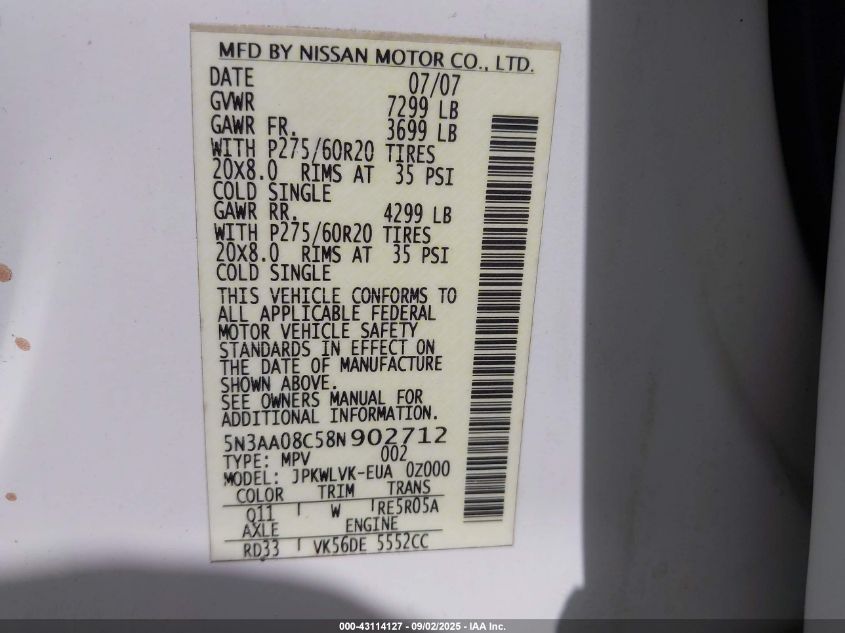 MFD BY NISSAN MOTOR CO., LTD.
DATE 07/07
GVWR 7299 LB
GAWR FR. 3699 LB
WITH P275/60R20 TIRES
20X8.0 RIMS AT 35 PSI
COLD SINGLE
GAWR RR. 4299 LB
WITH P275/60R20 TIRES
20X8.0 RIMS AT 35 PSI
COLD SINGLE
THIS VEHICLE CONFORMS TO
ALL APPLICABLE FEDERAL
MOTOR VEHICLE SAFETY
STANDARDS IN EFFECT ON
THE DATE OF MANUFACTURE
SHOWN ABOVE.
SEE OWNERS MANUAL FOR
ADDITIONAL INFORMATION.
5N3AA08C58N902712
TYPE: MPV 002
MODEL: JPKWLVK-EUA 0Z000
COLOR TRIM TRANS
Q11 W RE5R05A
AXLE ENGINE
RD33 VK56DE 5552CC
000-43114127 - 09/02/2025 - IAA Inc.